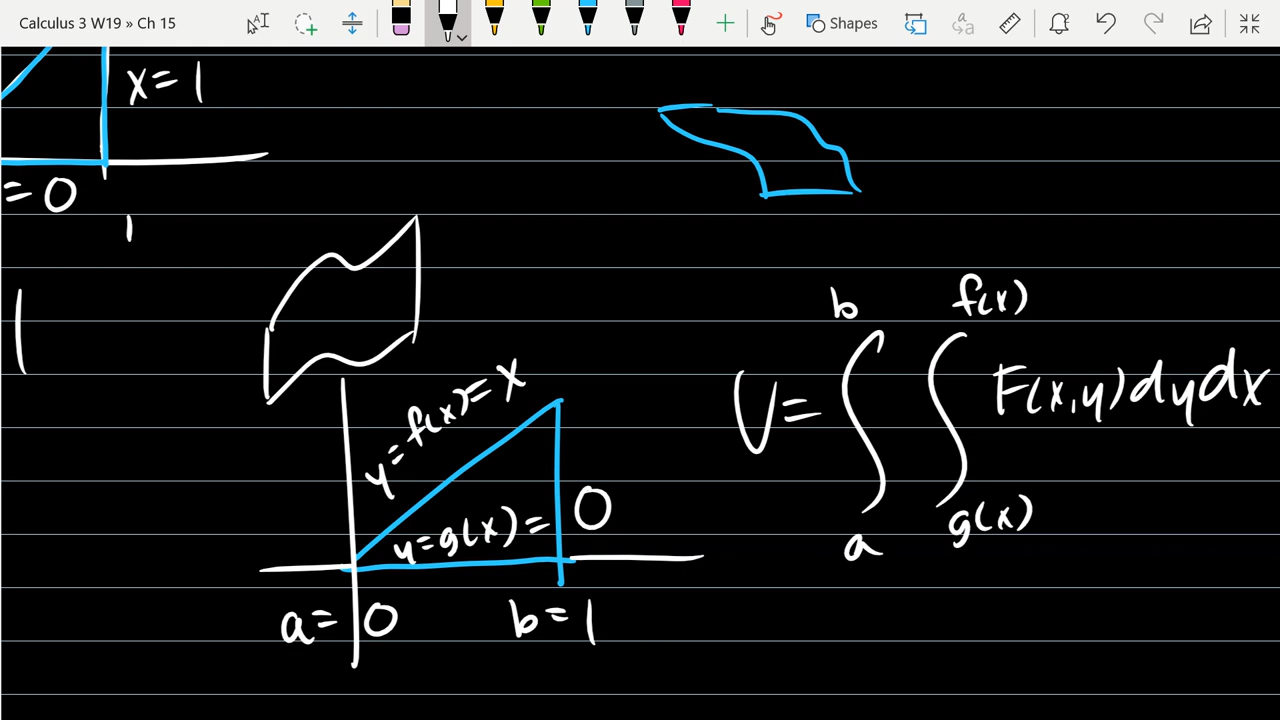 Calculus 3 W19 » Ch 15
Shapes
x = 1
= 0
1
y = f(x) = x
y = g(x) = 0
a = 0
b = 1
b f(x)
V = ∫ ∫ F(x,y) dy dx
a g(x)